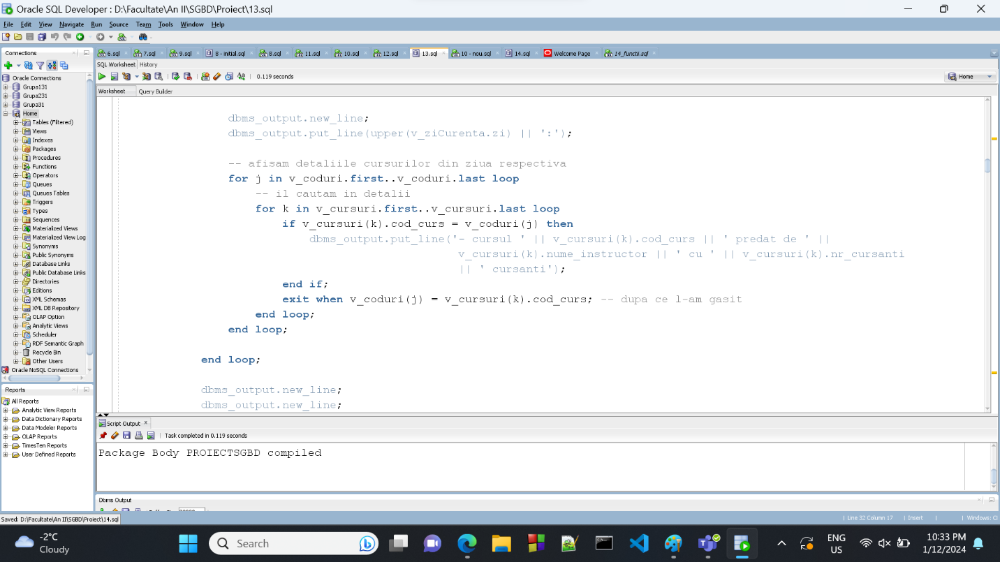 Oracle SQL Developer : D:\Facultate\An II\SGBD\Proiect\13.sql
File Edit View Navigate Run Source Team Tools Window Help
Connections
Oracle Connections
Grupa131
Grupa231
Grupa31
Home
Tables (Filtered)
Views
Indexes
Packages
Procedures
Functions
Operators
Queues
Queues Tables
Triggers
Types
Sequences
Materialized Views
Materialized View Log
Synonyms
Public Synonyms
Database Links
Public Database Links
Directories
Editions
XML Schemas
XML DB Repository
OLAP Option
Analytic Views
Scheduler
RDF Semantic Graph
Recycle Bin
Other Users
Oracle NoSQL Connections
Reports
All Reports
Analytic View Reports
Data Dictionary Reports
Data Modeler Reports
OLAP Reports
TimesTen Reports
User Defined Reports
6.sql 7.sql 9.sql 8 - initial.sql 8.sql 11.sql 10.sql 12.sql 13.sql 10 - nou.sql 14.sql Welcome Page 14_functii.sql
SQL Worksheet History
0.119 seconds
Home
Worksheet Query Builder
dbms_output.new_line;
dbms_output.put_line(upper(v_ziCurenta.zi) || ':');
-- afisam detaliile cursurilor din ziua respectiva
for j in v_coduri.first..v_coduri.last loop
-- il cautam in detalii
for k in v_cursuri.first..v_cursuri.last loop
if v_cursuri(k).cod_curs = v_coduri(j) then
dbms_output.put_line('- cursul ' || v_cursuri(k).cod_curs || ' predat de ' ||
v_cursuri(k).nume_instructor || ' cu ' || v_cursuri(k).nr_cursanti
|| ' cursanti');
end if;
exit when v_coduri(j) = v_cursuri(k).cod_curs; -- dupa ce l-am gasit
end loop;
end loop;
end loop;
dbms_output.new_line;
dbms_output.new_line;
Script Output
Task completed in 0.119 seconds
Package Body PROIECTSGBD compiled
Dbms Output
Saved: D:\Facultate\An II\SGBD\Proiect\14.sql
Line 32 Column 17 Insert Windows: C
-2°C
Cloudy
Search
ENG
US
10:33 PM
1/12/2024